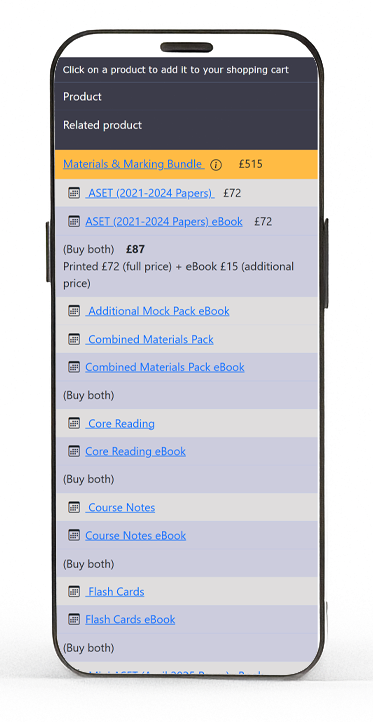 Click on a product to add it to your shopping cart
Product
Related product
Materials & Marking Bundle £515
ASET (2021-2024 Papers) £72
ASET (2021-2024 Papers) eBook £72
(Buy both) £87
Printed £72 (full price) + eBook £15 (additional
price)
Additional Mock Pack eBook
Combined Materials Pack
Combined Materials Pack eBook
(Buy both)
Core Reading
Core Reading eBook
(Buy both)
Course Notes
Course Notes eBook
(Buy both)
Flash Cards
Flash Cards eBook
(Buy both)